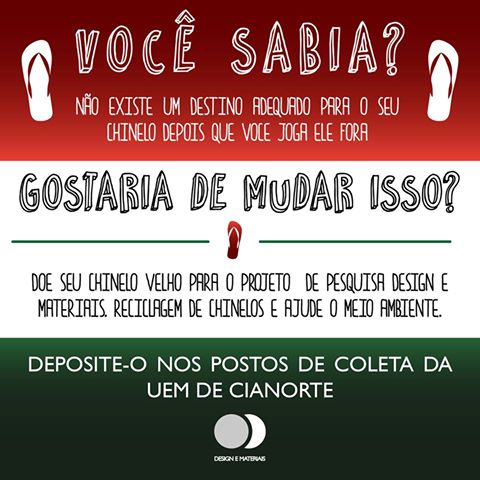 VOCÊ SABIA?
NÃO EXISTE UM DESTINO ADEQUADO PARA O SEU
CHINELO DEPOIS QUE VOCE JOGA ELE FORA
GOSTARIA DE MUDAR ISSO?
DOE SEU CHINELO VELHO PARA O PROJETO DE PESQUISA DESIGN E
MATERIAIS. RECICLAGEM DE CHINELOS E AJUDE O MEIO AMBIENTE.
DEPOSITE-O NOS POSTOS DE COLETA DA
UEM DE CIANORTE
DESIGN E MATERIAIS